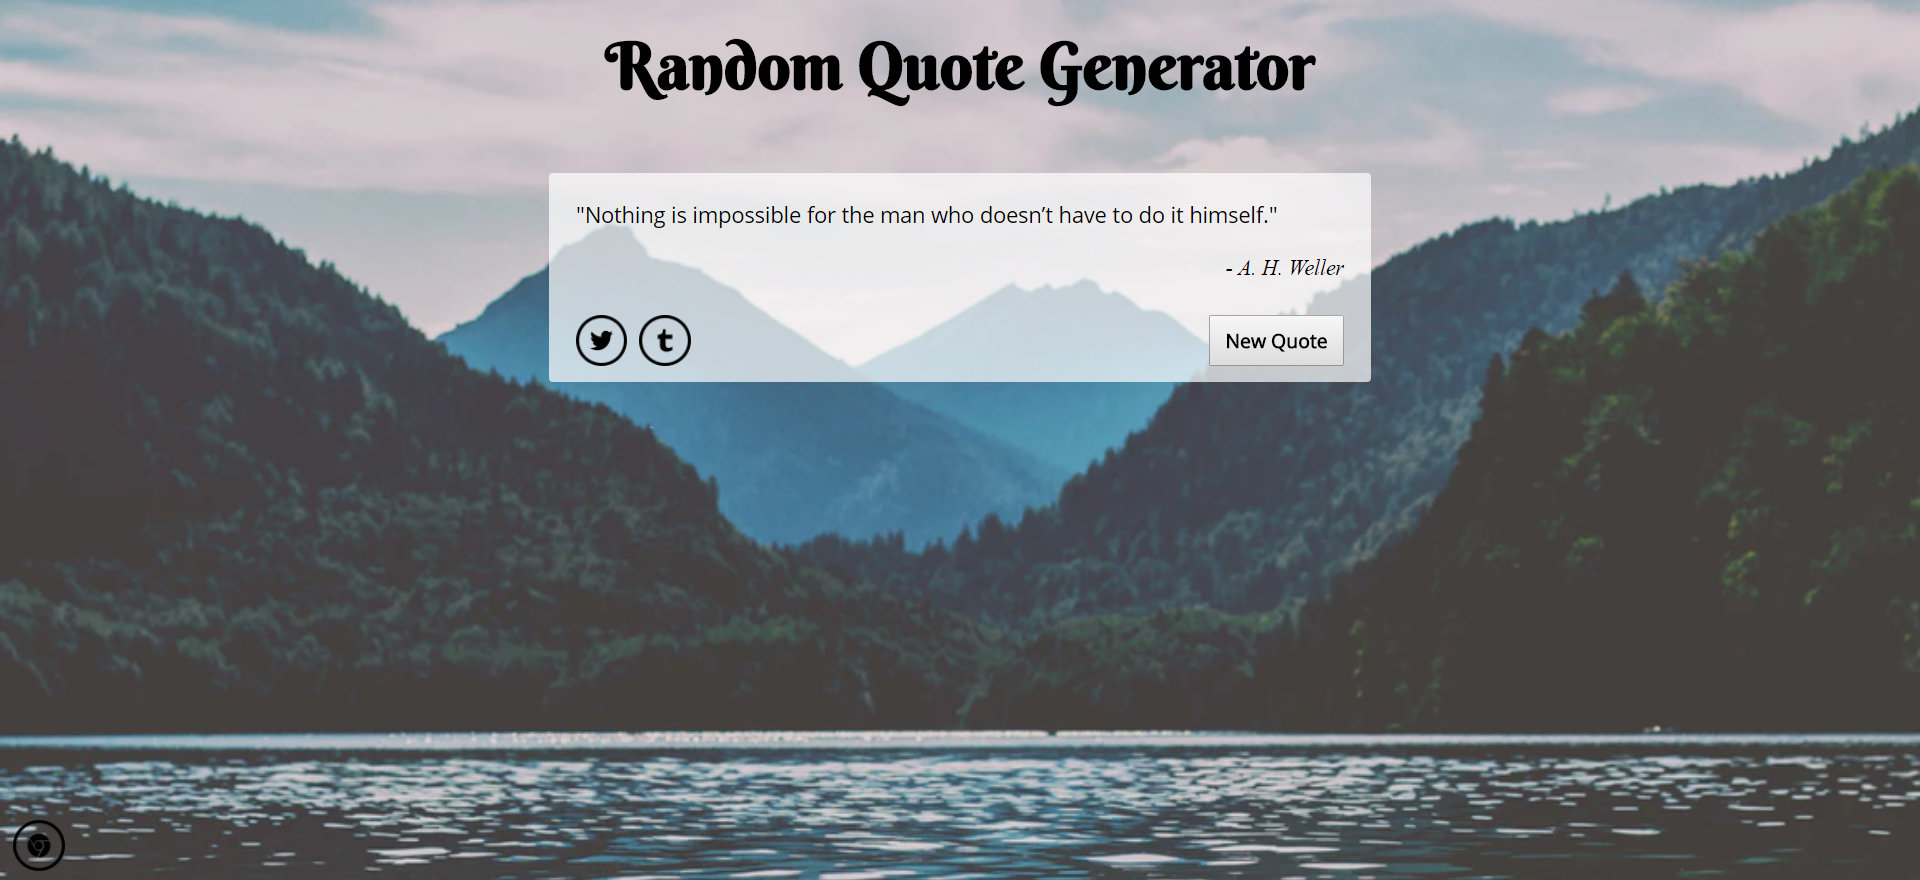 Random Quote Generator
"Nothing is impossible for the man who doesn’t have to do it himself."
- A. H. Weller
New Quote